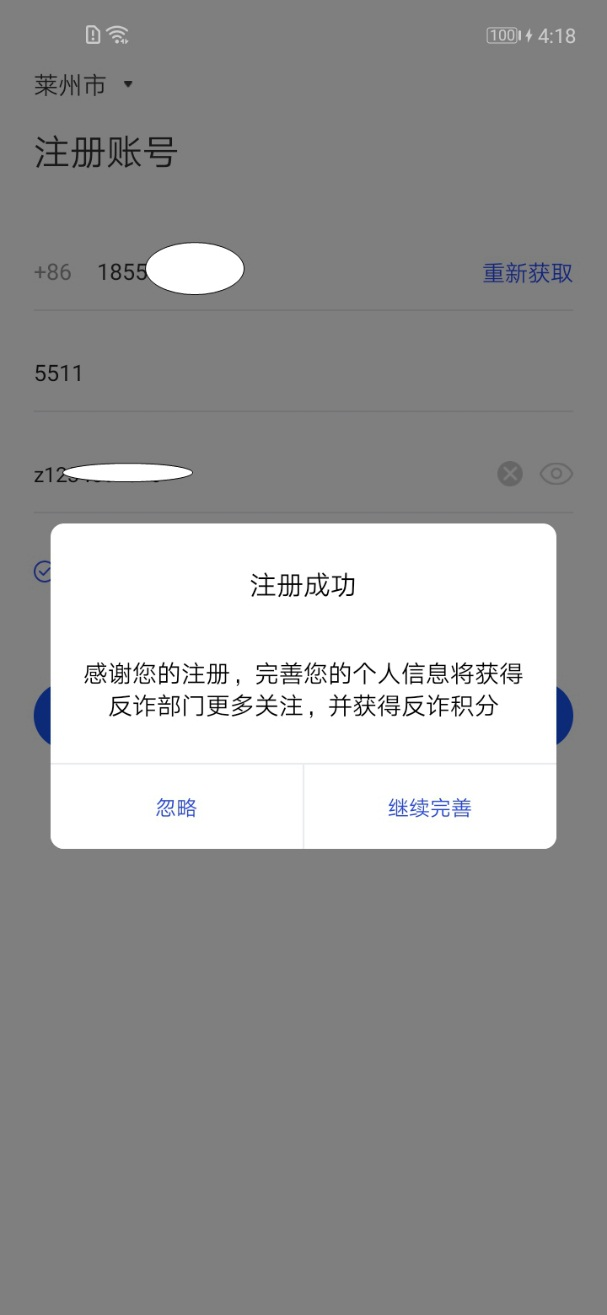 100 4:18
莱州市
注册账号
+86 1855 重新获取
5511
z12
注册成功
感谢您的注册，完善您的个人信息将获得
反诈部门更多关注，并获得反诈积分
忽略 继续完善